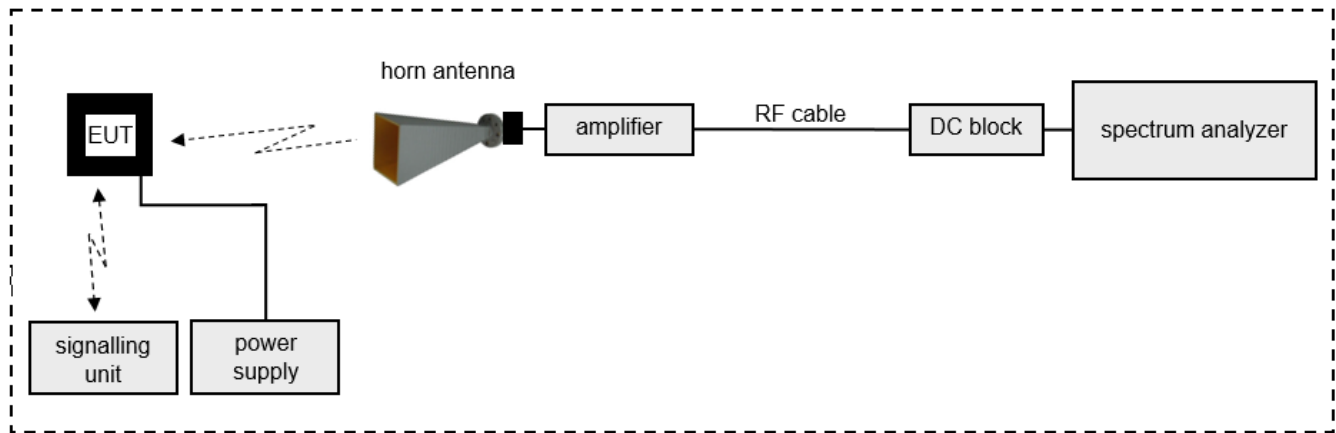 horn antenna
EUT
amplifier
RF cable
DC block
spectrum analyzer
signalling
unit
power
supply